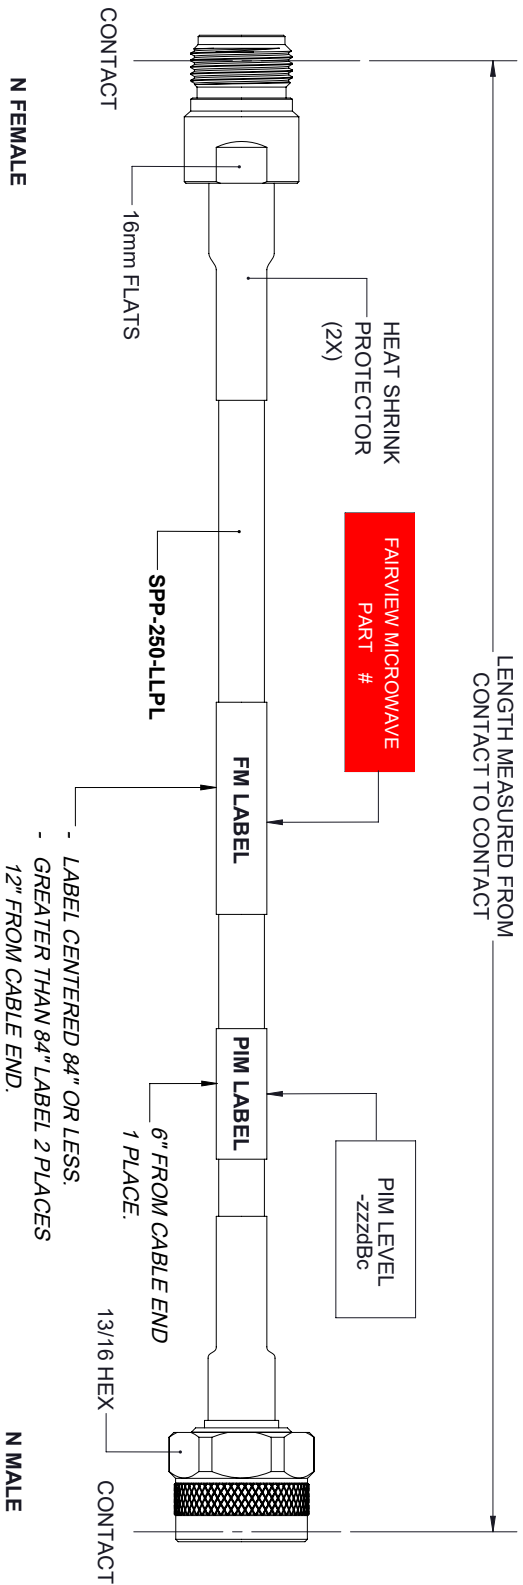 LENGTH MEASURED FROM
CONTACT TO CONTACT
FAIRVIEW MICROWAVE
PART #
PIM LEVEL
-zzzdBc
HEAT SHRINK
PROTECTOR
(2X)
CONTACT
FM LABEL
PIM LABEL
16mm FLATS
SPP-250-LLPL
6" FROM CABLE END
1 PLACE.
13/16 HEX
CONTACT
- LABEL CENTERED 84" OR LESS.
- GREATER THAN 84" LABEL 2 PLACES
12" FROM CABLE END.
N FEMALE
N MALE